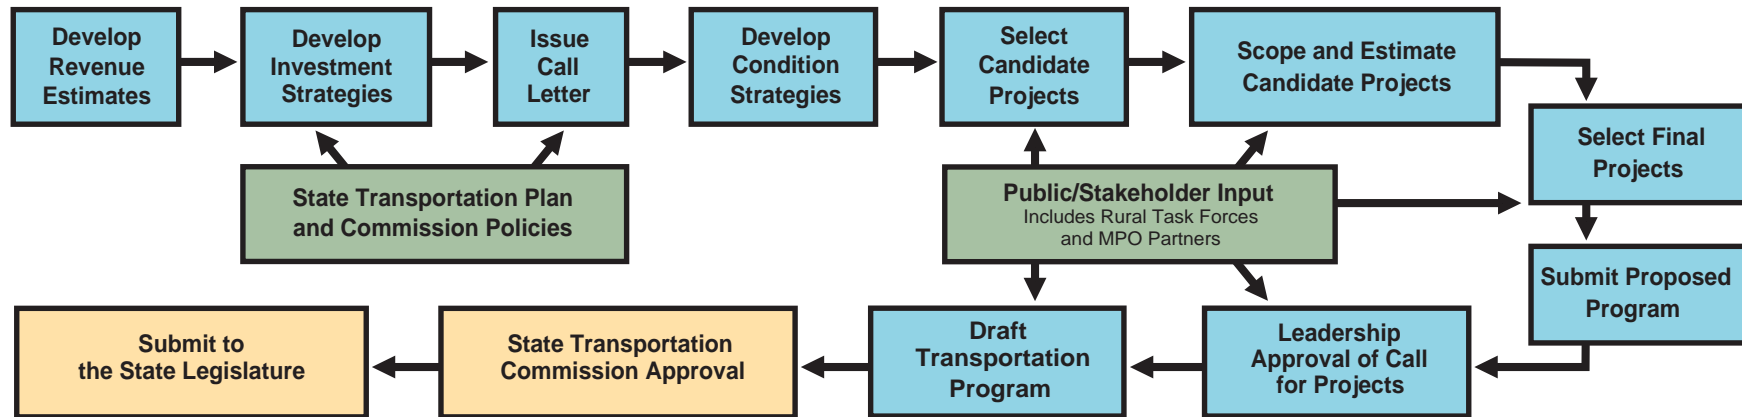 Develop
Revenue
Estimates
Develop
Investment
Strategies
Issue
Call
Letter
Develop
Condition
Strategies
Select
Candidate
Projects
Scope and Estimate
Candidate Projects
Select Final
Projects
State Transportation Plan
and Commission Policies
Public/Stakeholder Input
Includes Rural Task Forces
and MPO Partners
Submit Proposed
Program
Leadership
Approval of Call
for Projects
Draft
Transportation
Program
State Transportation
Commission Approval
Submit to
the State Legislature